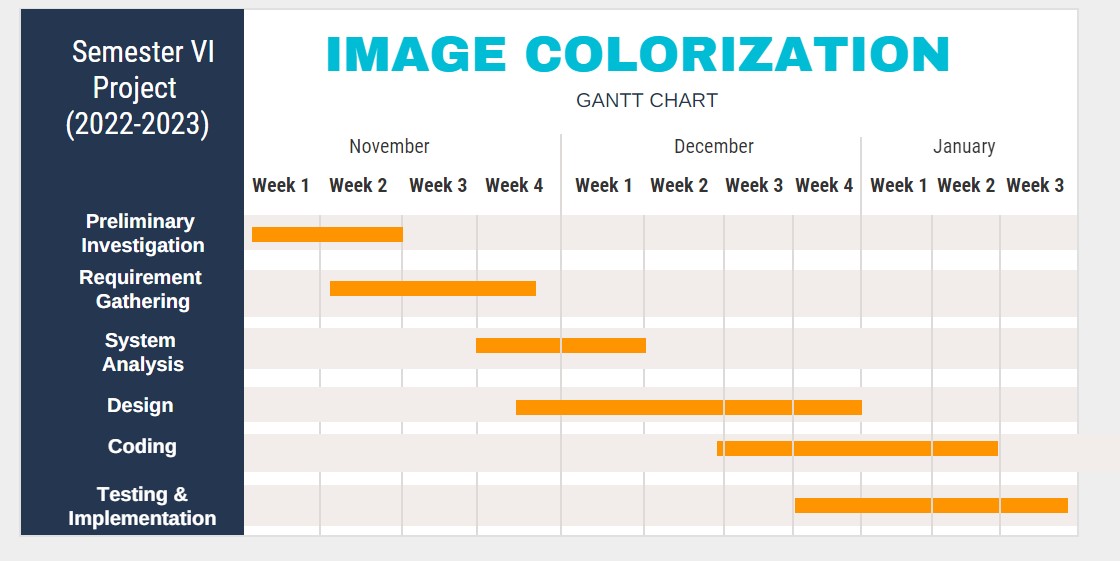 Semester VI
Project
(2022-2023)
IMAGE COLORIZATION
GANTT CHART
November December January
Week 1 Week 2 Week 3 Week 4 Week 1 Week 2 Week 3 Week 4 Week 1 Week 2 Week 3
Preliminary
Investigation
Requirement
Gathering
System
Analysis
Design
Coding
Testing &
Implementation